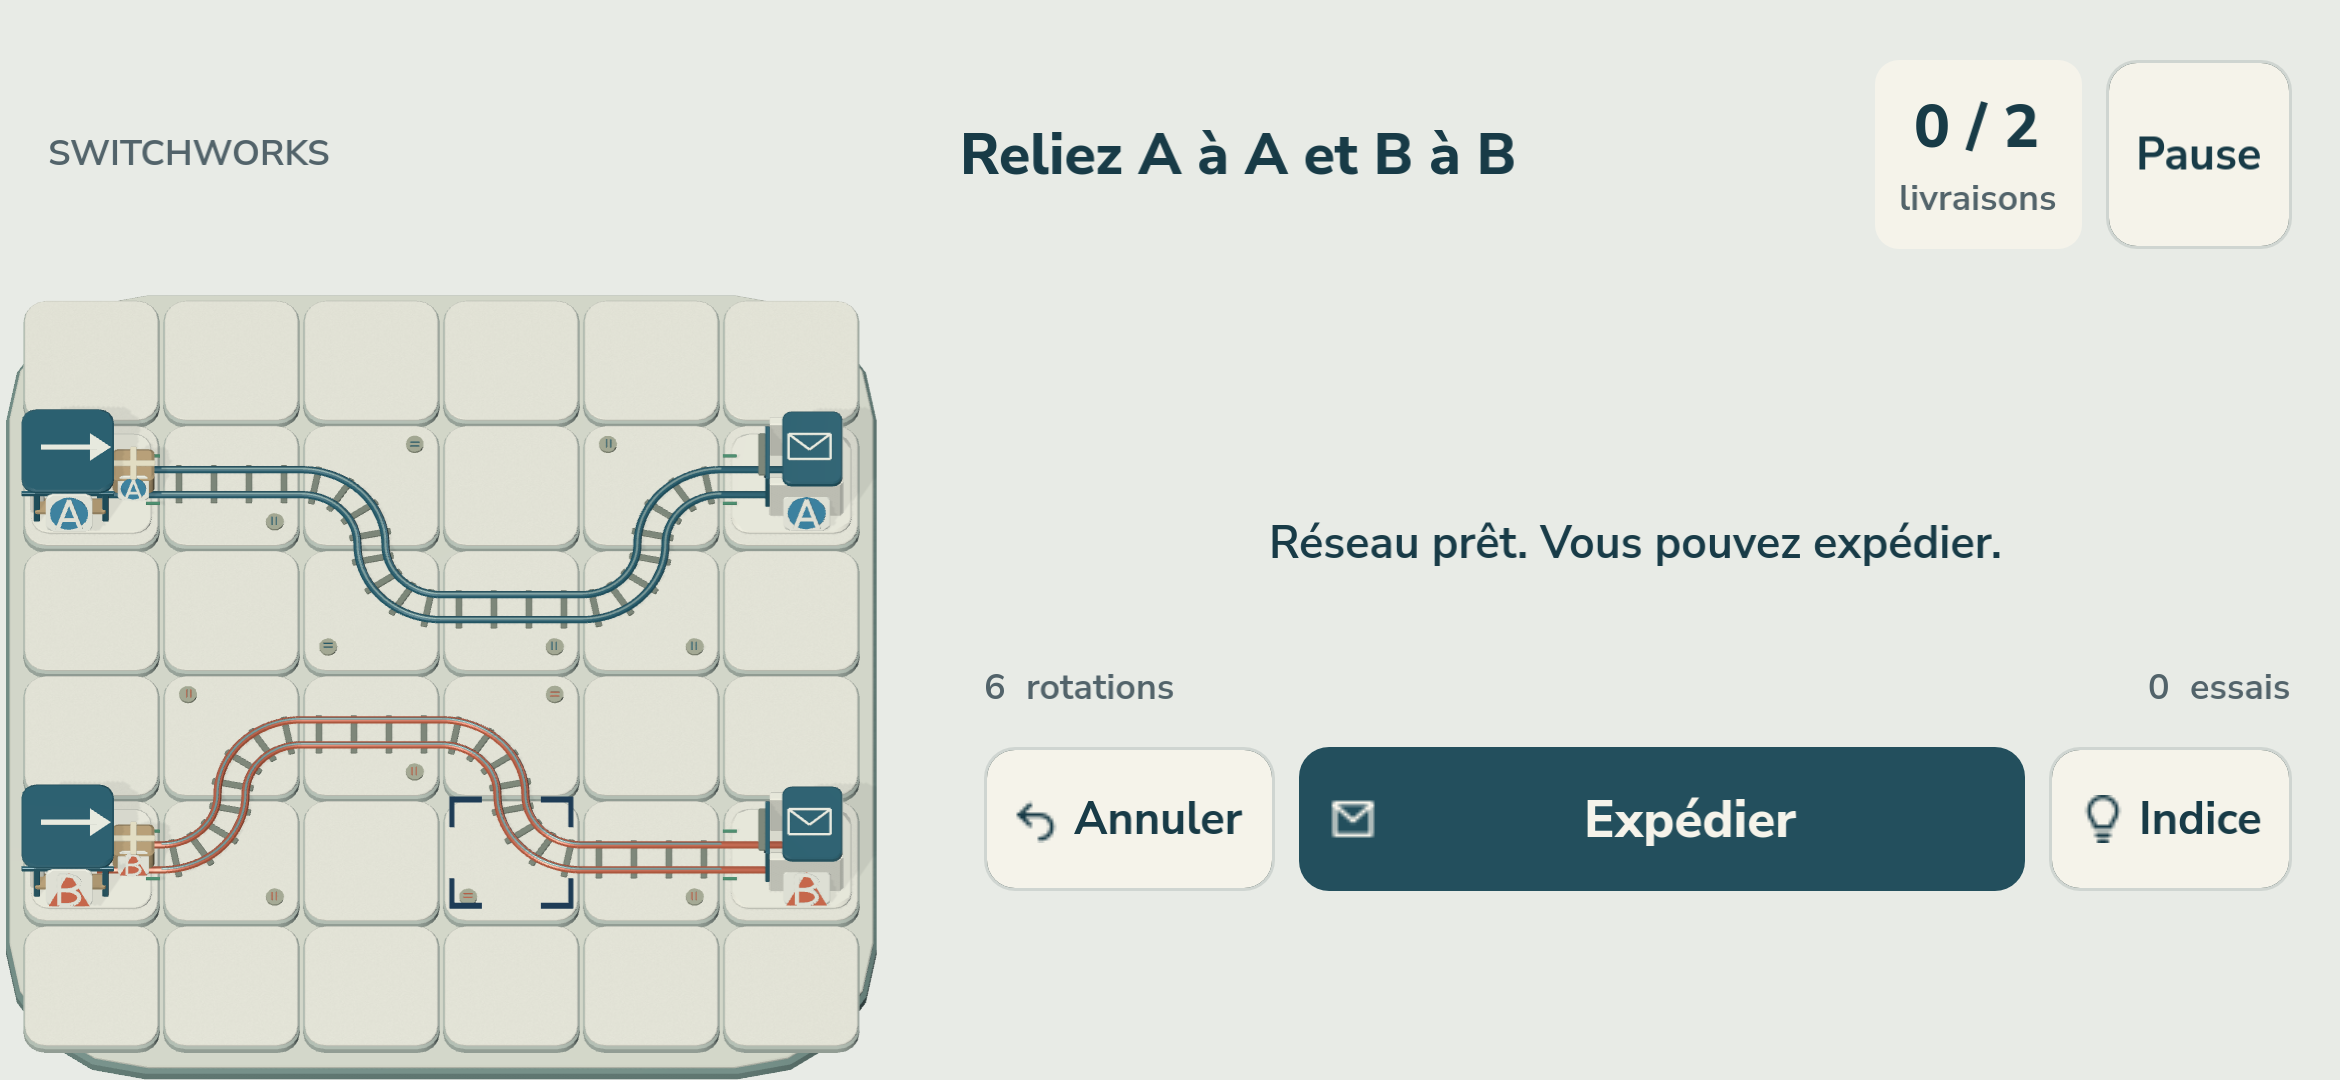 SWITCHWORKS
Reliez A à A et B à B
0 / 2
livraisons
Pause
A
A
A
Réseau prêt. Vous pouvez expédier.
6 rotations
0 essais
Annuler
Expédier
Indice
B
B
B